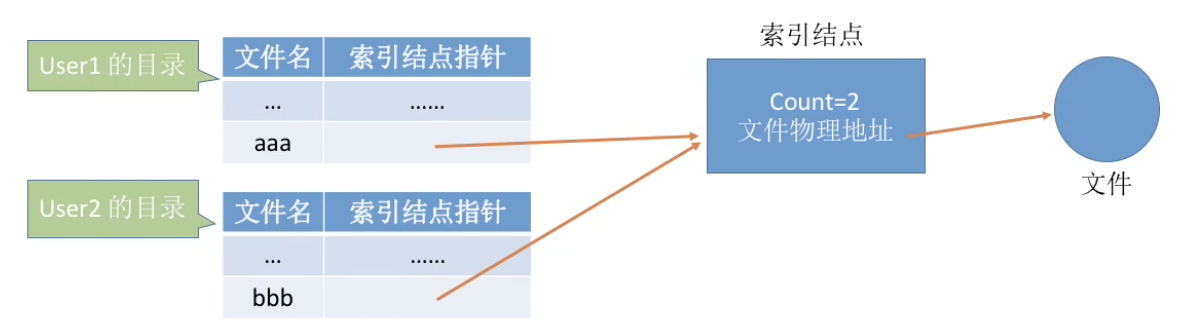 索引结点
User1 的目录
文件名 索引结点指针
... ......
aaa
Count=2
文件物理地址
文件
User2 的目录
文件名 索引结点指针
... ......
bbb